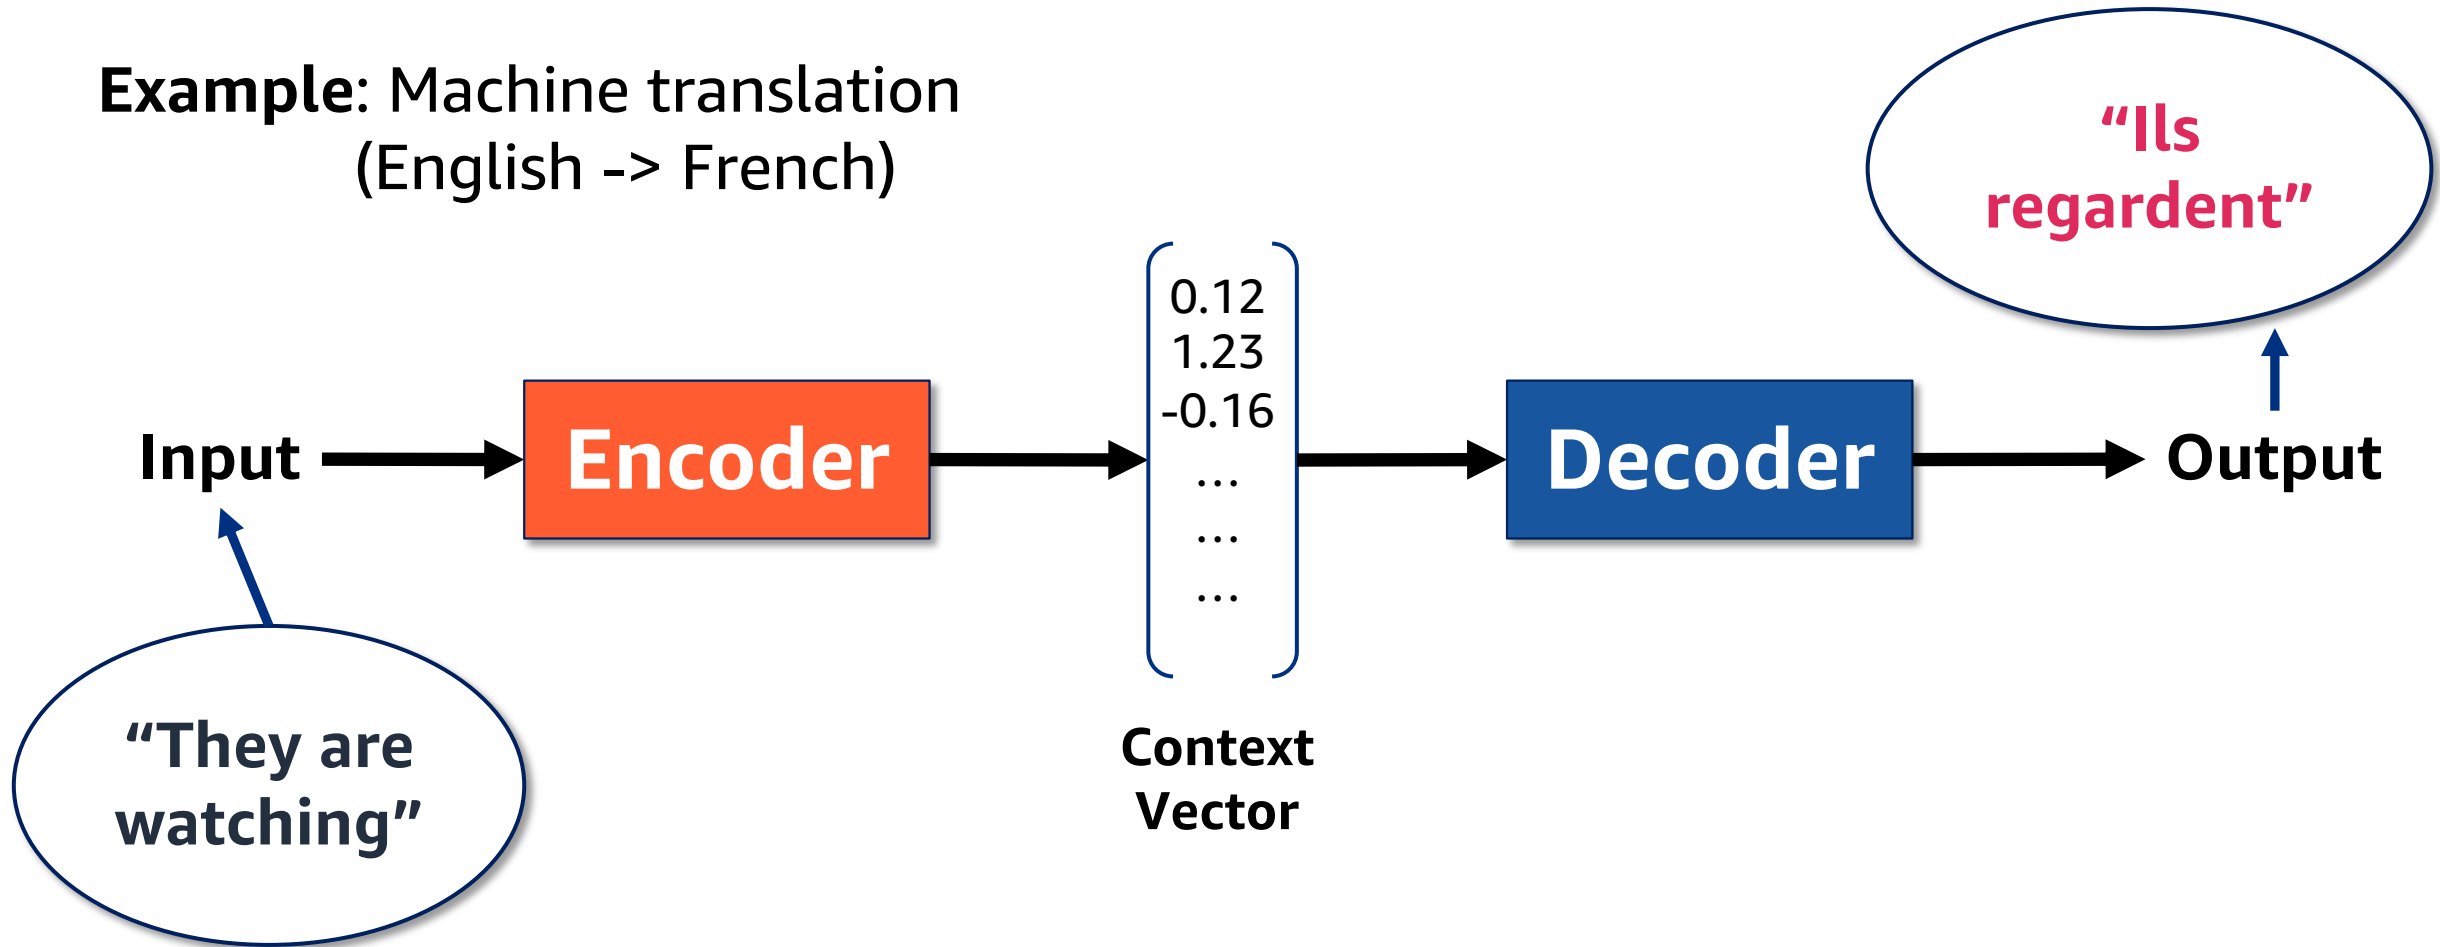 Example: Machine translation
(English -> French)
“Ils
regardent”
0.12
1.23
-0.16
...
...
...
Input
Encoder
Decoder
Output
Context
Vector
“They are
watching”